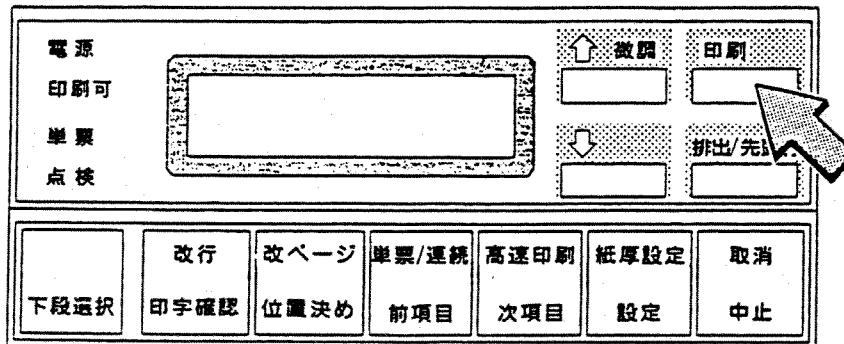 電源
印刷可
単票
点検
⇧ 微調
印刷
⇩
排出/先
改行
改ページ
単票/連続
高速印刷
紙厚設定
取消
下段選択
印字確認
位置決め
前項目
次項目
設定
中止